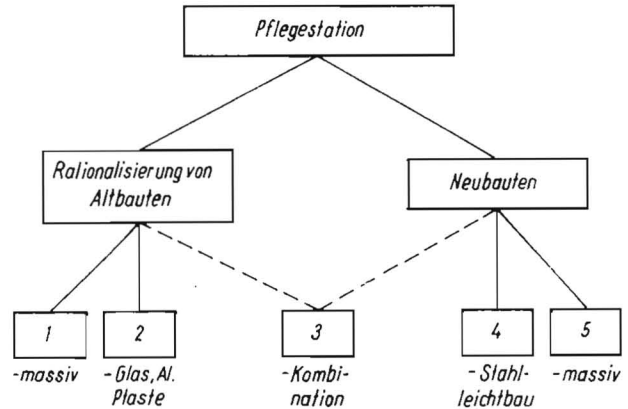 Pflegestation
Rationalisierung von
Altbauten
Neubauten
1
2
3
4
5
-massiv
-Glas, Al.
Plaste
-Kombi-
nation
-Stahl-
leichtbau
-massiv